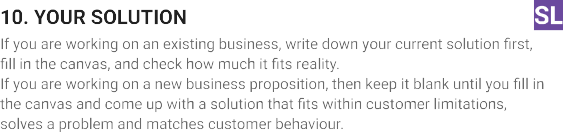 10. YOUR SOLUTION SL
If you are working on an existing business, write down your current solution first,
fill in the canvas, and check how much it fits reality.
If you are working on a new business proposition, then keep it blank until you fill in
the canvas and come up with a solution that fits within customer limitations,
solves a problem and matches customer behaviour.